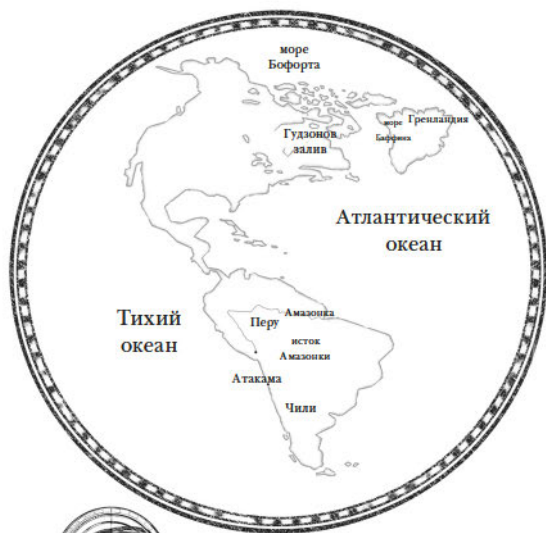 море
Бофорта
Гренландия
море
Баффина
Гудзонов
залив
Атлантический
океан
Тихий
океан
Амазонка
Перу
исток
Амазонки
Атакама
Чили